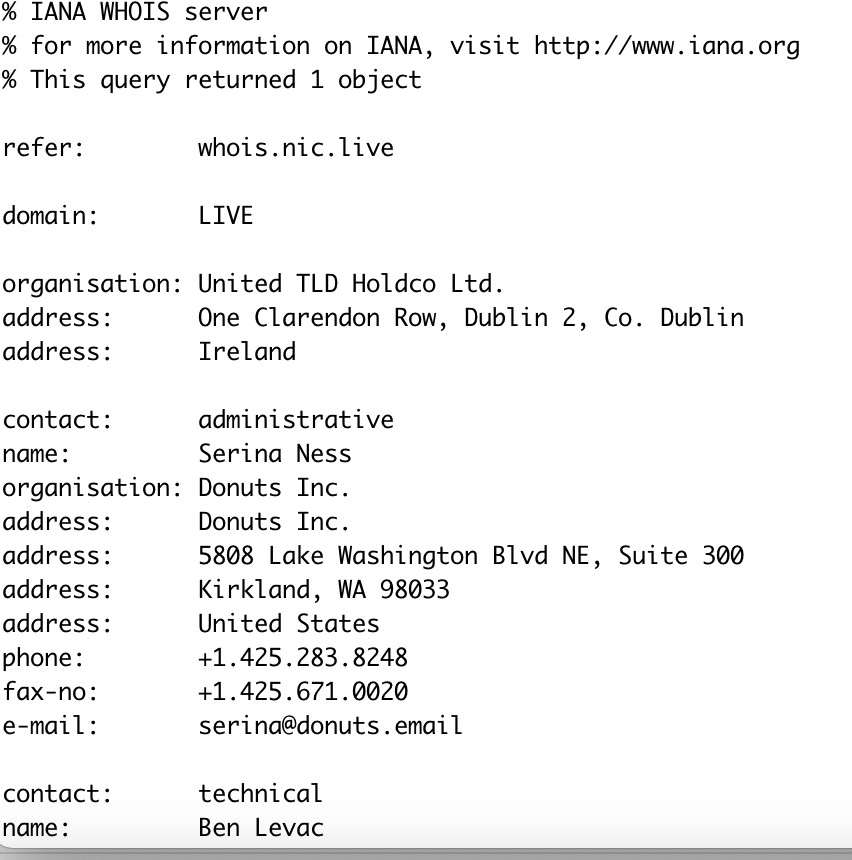 % IANA WHOIS server
% for more information on IANA, visit http://www.iana.org
% This query returned 1 object
refer: whois.nic.live
domain: LIVE
organisation: United TLD Holdco Ltd.
address: One Clarendon Row, Dublin 2, Co. Dublin
address: Ireland
contact: administrative
name: Serina Ness
organisation: Donuts Inc.
address: Donuts Inc.
address: 5808 Lake Washington Blvd NE, Suite 300
address: Kirkland, WA 98033
address: United States
phone: +1.425.283.8248
fax-no: +1.425.671.0020
e-mail: serina@donuts.email
contact: technical
name: Ben Levac